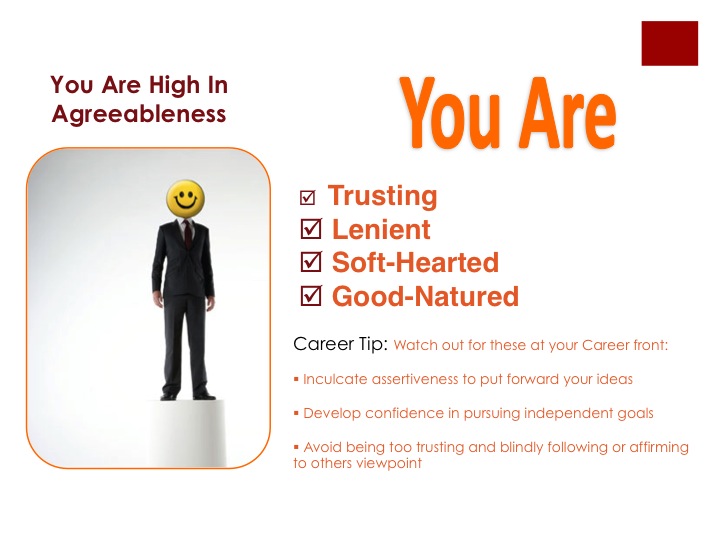 You Are High In
Agreeableness
You Are
☑ Trusting
☑ Lenient
☑ Soft-Hearted
☑ Good-Natured
Career Tip: Watch out for these at your Career front:
▪ Inculcate assertiveness to put forward your ideas
▪ Develop confidence in pursuing independent goals
▪ Avoid being too trusting and blindly following or affirming
to others viewpoint